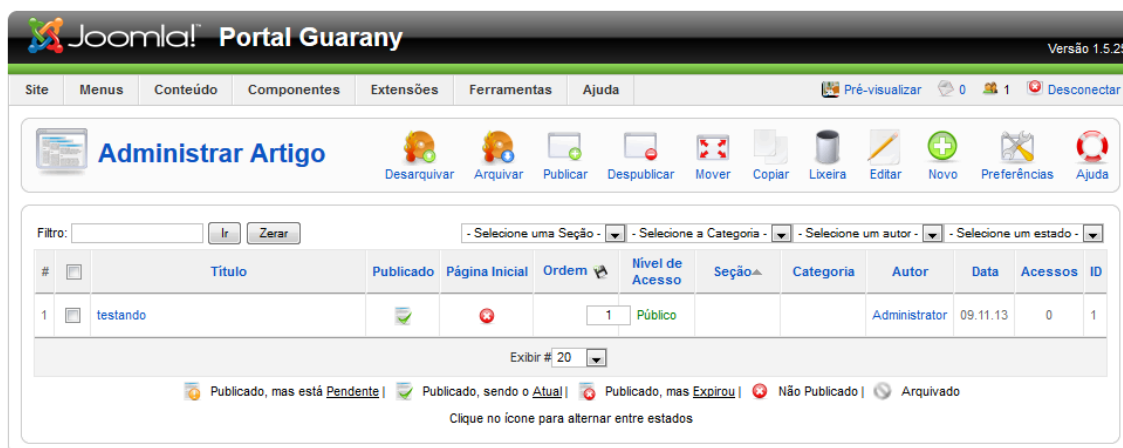 Joomla! Portal Guarany
Versão 1.5.25
Site Menus Conteúdo Componentes Extensões Ferramentas Ajuda Pré-visualizar 0 1 Desconectar
Administrar Artigo
Desarquivar Arquivar Publicar Despublicar Mover Copiar Lixeira Editar Novo Preferências Ajuda
Filtro: Ir Zerar - Selecione uma Seção - - Selecione a Categoria - - Selecione um autor - - Selecione um estado -
# Título Publicado Página Inicial Ordem Nível de Acesso Seção Categoria Autor Data Acessos ID
1 testando 1 Público Administrator 09.11.13 0 1
Exibir # 20
Publicado, mas está Pendente | Publicado, sendo o Atual | Publicado, mas Expirou | Não Publicado | Arquivado
Clique no ícone para alternar entre estados